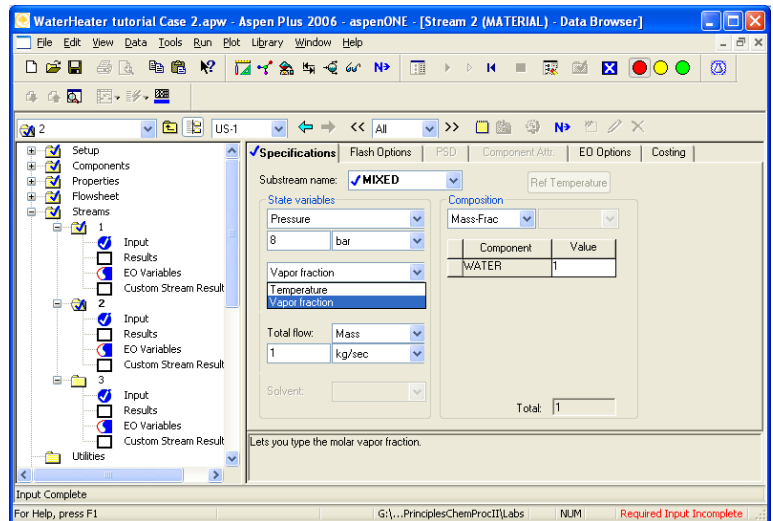 WaterHeater tutorial Case 2.apw - Aspen Plus 2006 - aspenONE - [Stream 2 (MATERIAL) - Data Browser]
File Edit View Data Tools Run Plot Library Window Help
2 US-1 << All >> N>
Setup
Components
Properties
Flowsheet
Streams
1
Input
Results
EO Variables
Custom Stream Result
2
Input
Results
EO Variables
Custom Stream Result
3
Input
Results
EO Variables
Custom Stream Result
Utilities
Specifications Flash Options PSD Component Attr. EO Options Costing
Substream name: MIXED Ref Temperature
State variables
Pressure
8 bar
Vapor fraction
Temperature
Vapor fraction
Total flow: Mass
1 kg/sec
Solvent:
Composition
Mass-Frac
Component Value
WATER 1
Total: 1
Lets you type the molar vapor fraction.
Input Complete
For Help, press F1 G:\...PrinciplesChemProcII\Labs NUM Required Input Incomplete